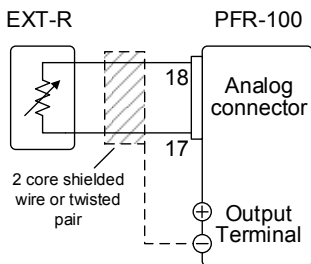 EXT-R
PFR-100
18
Analog
connector
17
2 core shielded
wire or twisted
pair
Output
Terminal